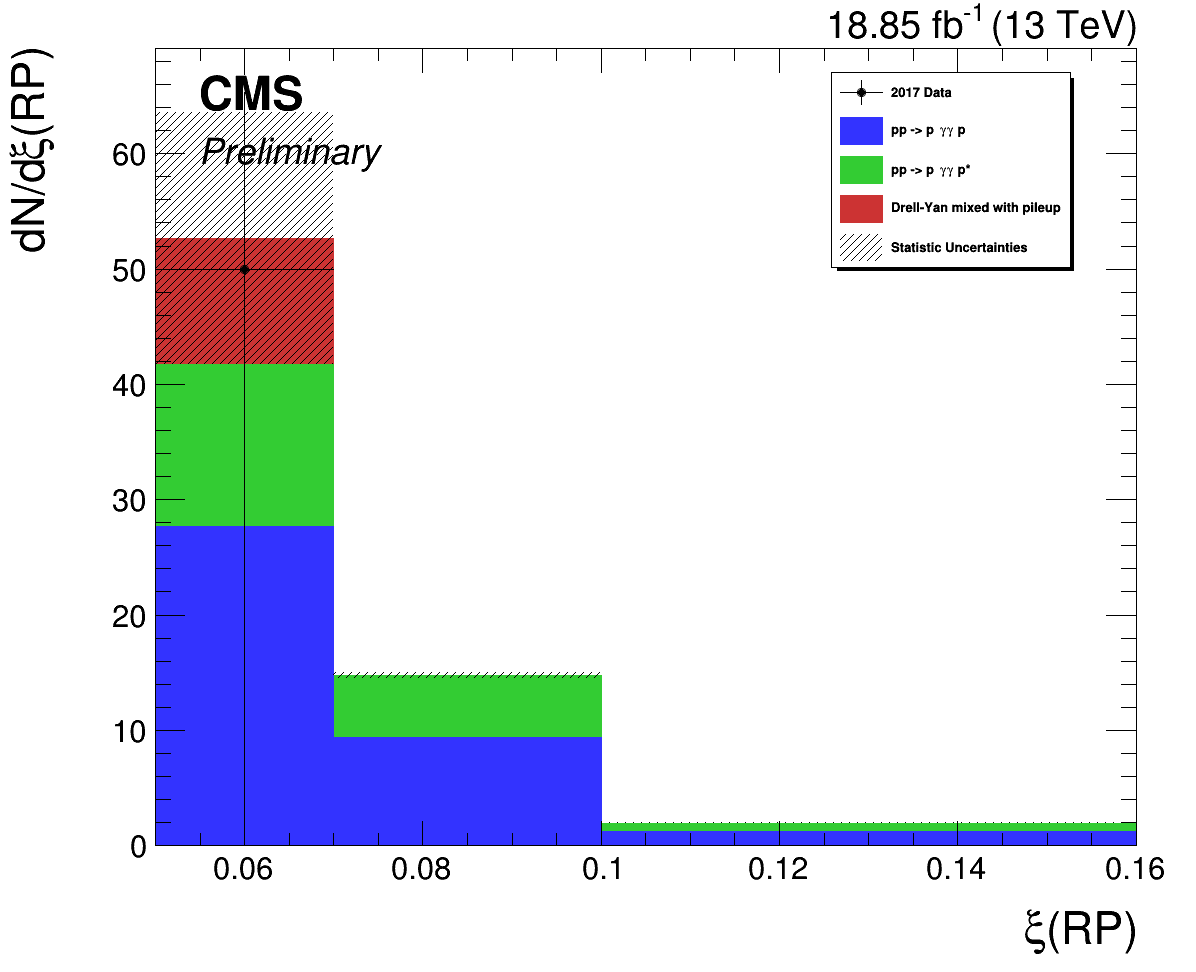 18.85 fb⁻¹ (13 TeV)
dN/dξ(RP)
CMS
Preliminary
2017 Data
pp -> p γγ p
pp -> p γγ p*
Drell-Yan mixed with pileup
Statistic Uncertainties
60
50
40
30
20
10
0
0.06 0.08 0.1 0.12 0.14 0.16
ξ(RP)